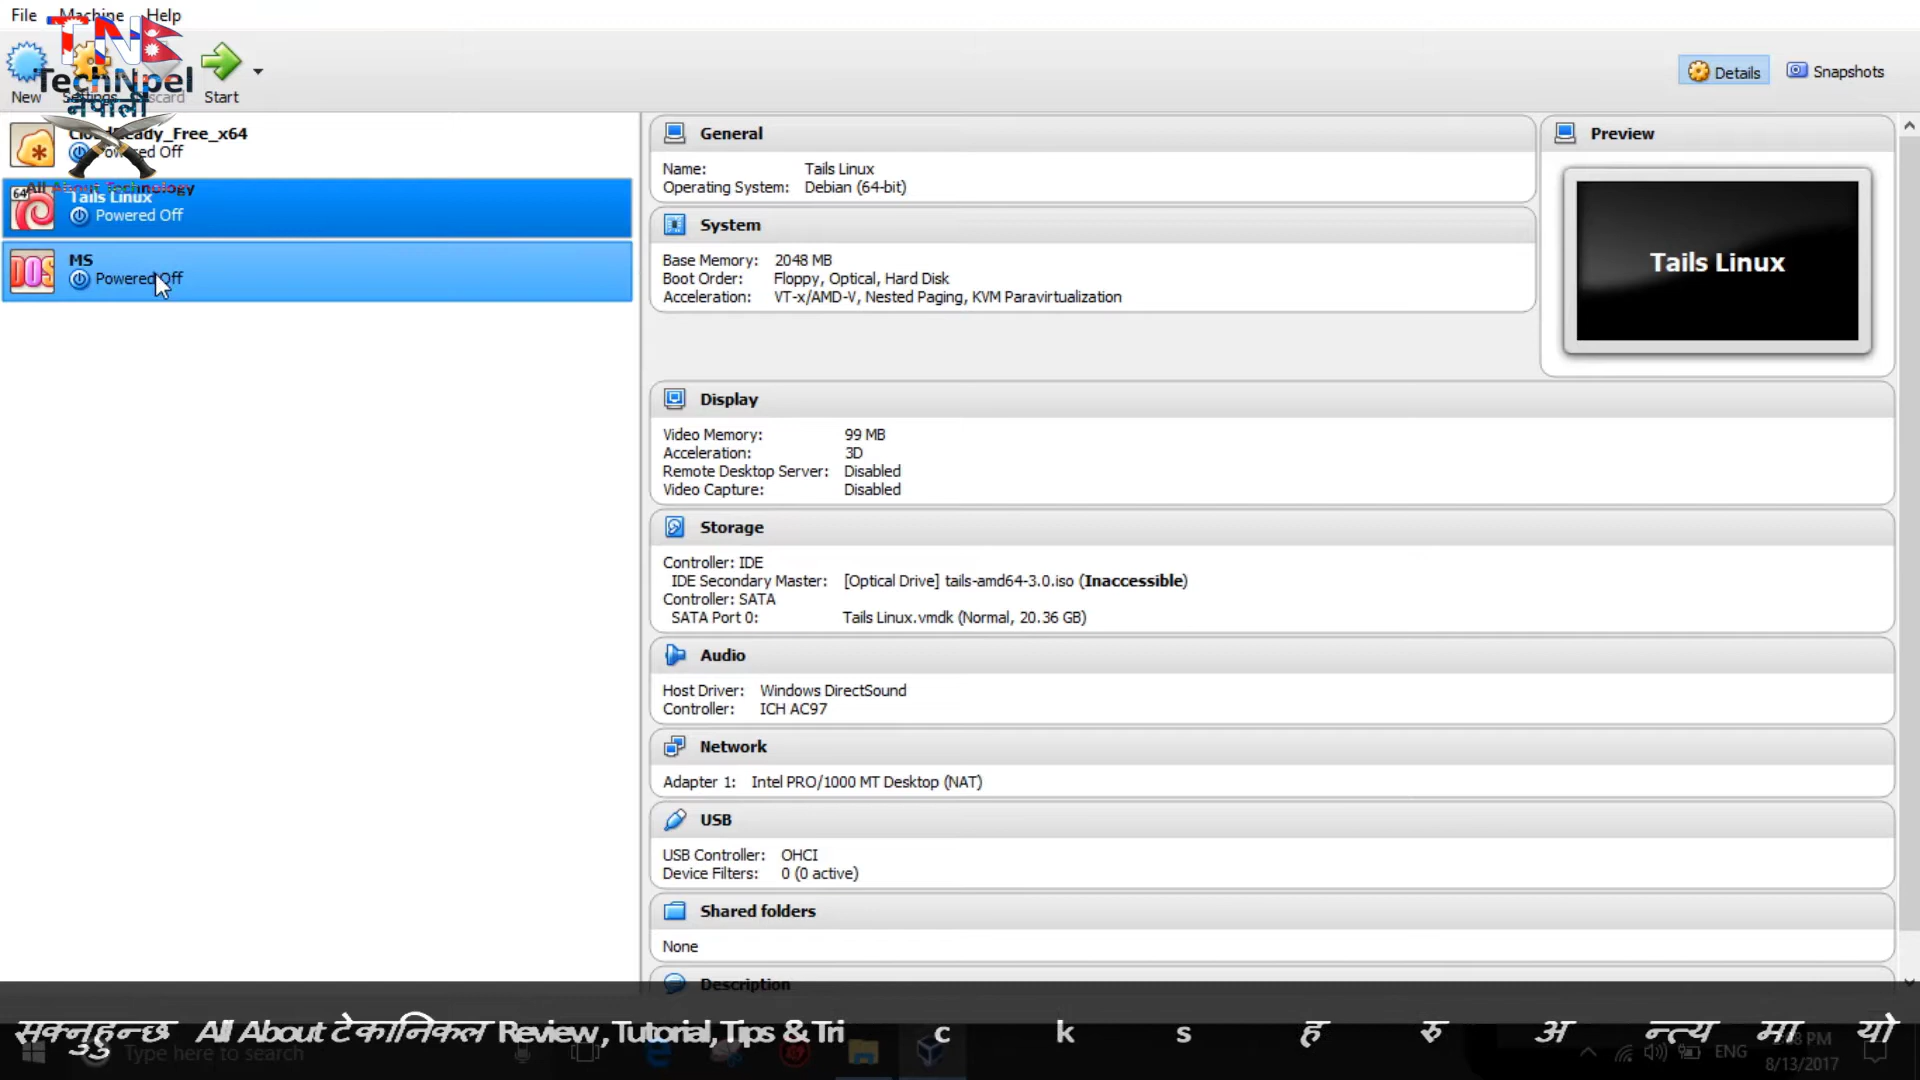 File Machine Help
TN
TechNpel
नेपाली
All About Technology
New Settings Discard Start
Details Snapshots
CloudReady_Free_x64
Powered Off
64
Tails Linux
Powered Off
DOS
MS
Powered Off
General
Name: Tails Linux
Operating System: Debian (64-bit)
System
Base Memory: 2048 MB
Boot Order: Floppy, Optical, Hard Disk
Acceleration: VT-x/AMD-V, Nested Paging, KVM Paravirtualization
Preview
Tails Linux
Display
Video Memory: 99 MB
Acceleration: 3D
Remote Desktop Server: Disabled
Video Capture: Disabled
Storage
Controller: IDE
IDE Secondary Master: [Optical Drive] tails-amd64-3.0.iso (Inaccessible)
Controller: SATA
SATA Port 0: Tails Linux.vmdk (Normal, 20.36 GB)
Audio
Host Driver: Windows DirectSound
Controller: ICH AC97
Network
Adapter 1: Intel PRO/1000 MT Desktop (NAT)
USB
USB Controller: OHCI
Device Filters: 0 (0 active)
Shared folders
None
Description
सक्नुहुन्छ All About टेकानिकल Review , Tutorial, Tips & Tri c k s ह रु अ न्त्य मा यो
Type here to search
ENG
8/13/2017